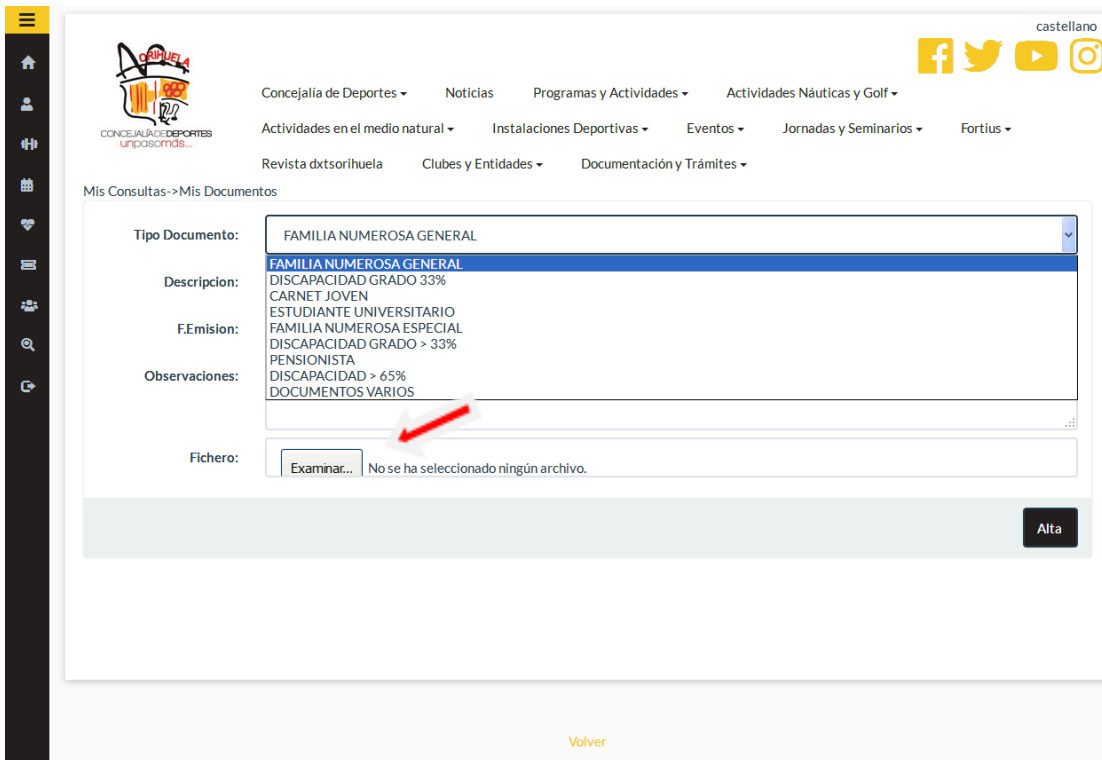 castellano
ORIHUELA
CONCEJALÍADEDEPORTES
unpasomás...
Concejalía de Deportes
Noticias
Programas y Actividades
Actividades Náuticas y Golf
Actividades en el medio natural
Instalaciones Deportivas
Eventos
Jornadas y Seminarios
Fortius
Revista dxtsorihuela
Clubes y Entidades
Documentación y Trámites
Mis Consultas->Mis Documentos
Tipo Documento:
FAMILIA NUMEROSA GENERAL
FAMILIA NUMEROSA GENERAL
DISCAPACIDAD GRADO 33%
CARNET JOVEN
ESTUDIANTE UNIVERSITARIO
FAMILIA NUMEROSA ESPECIAL
DISCAPACIDAD GRADO > 33%
PENSIONISTA
DISCAPACIDAD > 65%
DOCUMENTOS VARIOS
Descripcion:
F.Emision:
Observaciones:
Fichero:
Examinar... No se ha seleccionado ningún archivo.
Alta
Volver